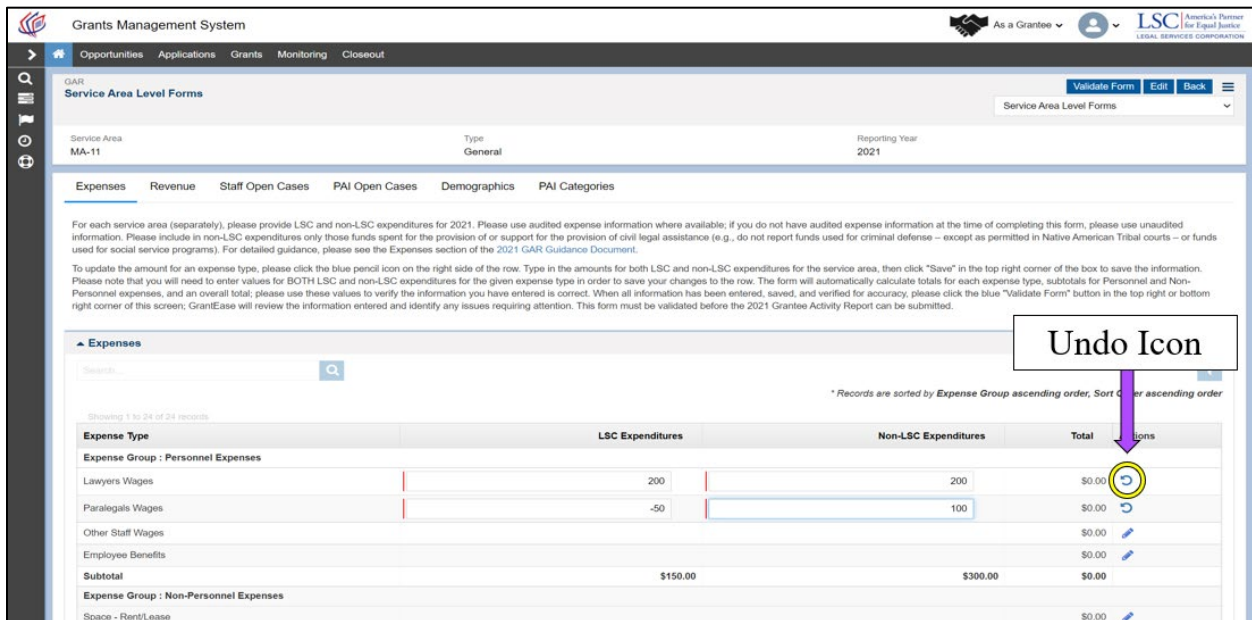 Grants Management System
As a Grantee
LSC America's Partner for Equal Justice
LEGAL SERVICES CORPORATION
Opportunities Applications Grants Monitoring Closeout
GAR
Service Area Level Forms
Validate Form Edit Back
Service Area Level Forms
Service Area Type Reporting Year
MA-11 General 2021
Expenses Revenue Staff Open Cases PAI Open Cases Demographics PAI Categories
For each service area (separately), please provide LSC and non-LSC expenditures for 2021. Please use audited expense information where available; if you do not have audited expense information at the time of completing this form, please use unaudited
information. Please include in non-LSC expenditures only those funds spent for the provision of or support for the provision of civil legal assistance (e.g., do not report funds used for criminal defense – except as permitted in Native American Tribal courts – or funds
used for social service programs). For detailed guidance, please see the Expenses section of the 2021 GAR Guidance Document.
To update the amount for an expense type, please click the blue pencil icon on the right side of the row. Type in the amounts for both LSC and non-LSC expenditures for the service area, then click "Save" in the top right corner of the box to save the information.
Please note that you will need to enter values for BOTH LSC and non-LSC expenditures for the given expense type in order to save your changes to the row. The form will automatically calculate totals for each expense type, subtotals for Personnel and Non-
Personnel expenses, and an overall total; please use these values to verify the information you have entered is correct. When all information has been entered, saved, and verified for accuracy, please click the blue "Validate Form" button in the top right or bottom
right corner of this screen; GrantEase will review the information entered and identify any issues requiring attention. This form must be validated before the 2021 Grantee Activity Report can be submitted.
Undo Icon
Expenses
Search...
* Records are sorted by Expense Group ascending order, Sort er ascending order
Showing 1 to 24 of 24 records
Expense Type LSC Expenditures Non-LSC Expenditures Total ions
Expense Group : Personnel Expenses
Lawyers Wages 200 200 $0.00
Paralegals Wages -50 100 $0.00
Other Staff Wages $0.00
Employee Benefits $0.00
Subtotal $150.00 $300.00 $0.00
Expense Group : Non-Personnel Expenses
Space - Rent/Lease $0.00